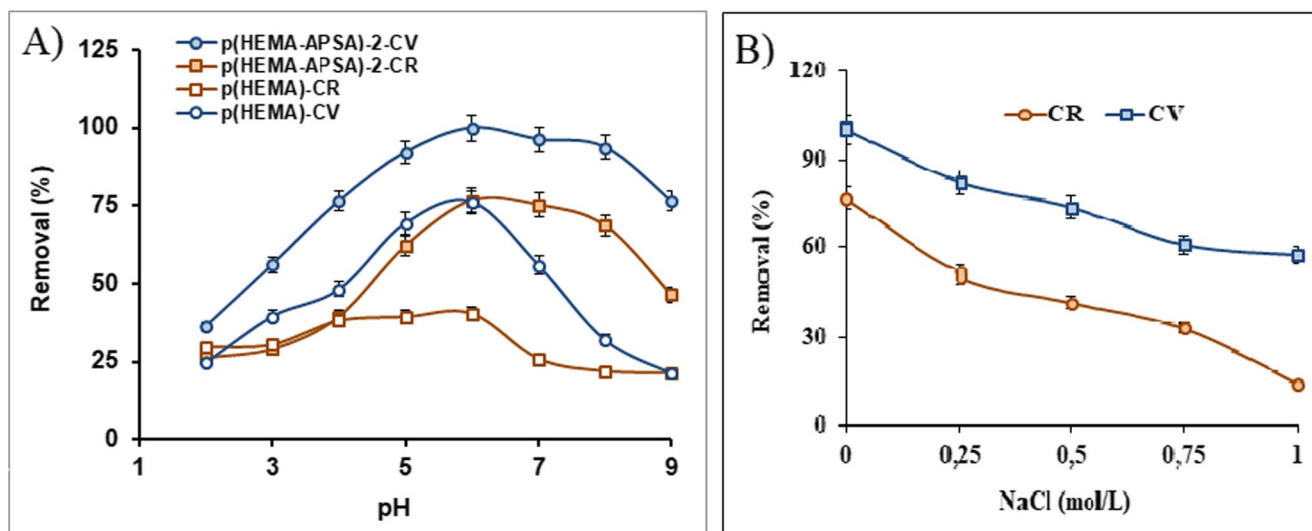 A)
p(HEMA-APSA)-2-CV
p(HEMA-APSA)-2-CR
p(HEMA)-CR
p(HEMA)-CV
125
100
75
50
25
0
Removal (%)
1 3 5 7 9
pH
B)
CR CV
120
90
60
30
0
Removal (%)
0 0,25 0,5 0,75 1
NaCl (mol/L)